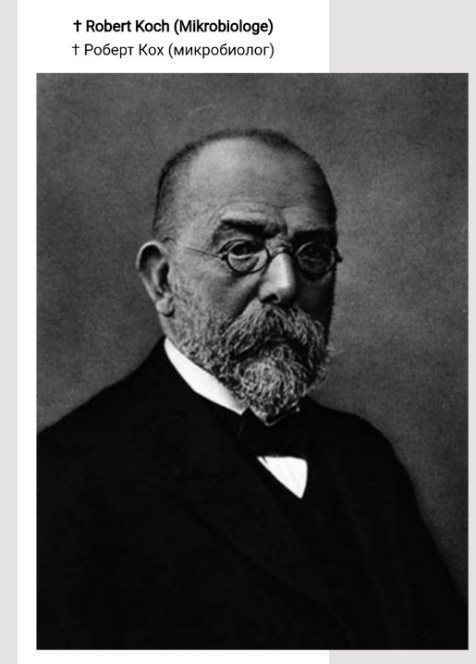 † Robert Koch (Mikrobiologe)
† Роберт Кох (микробиолог)